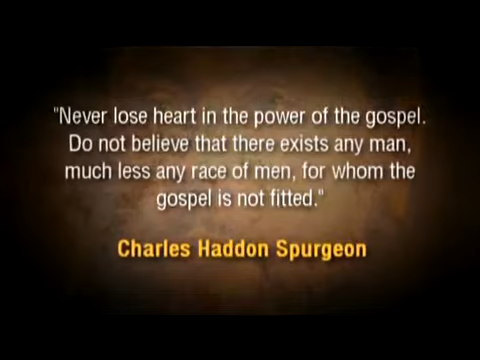 "Never lose heart in the power of the gospel.
Do not believe that there exists any man,
much less any race of men, for whom the
gospel is not fitted."
Charles Haddon Spurgeon